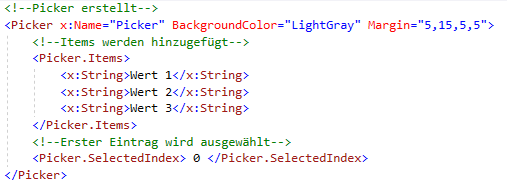 <!--Picker erstellt-->
<Picker x:Name="Picker" BackgroundColor="LightGray" Margin="5,15,5,5">
<!--Items werden hinzugefügt-->
<Picker.Items>
<x:String>Wert 1</x:String>
<x:String>Wert 2</x:String>
<x:String>Wert 3</x:String>
</Picker.Items>
<!--Erster Eintrag wird ausgewählt-->
<Picker.SelectedIndex> 0 </Picker.SelectedIndex>
</Picker>